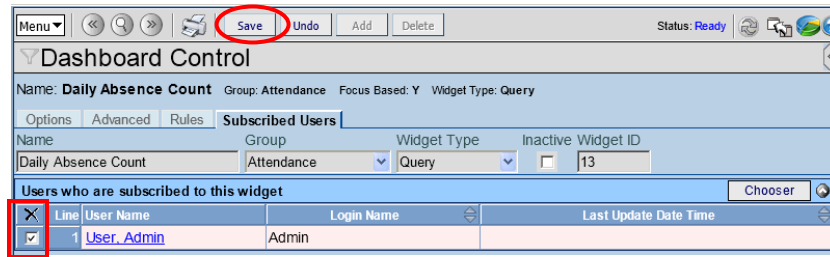 Menu Save Undo Add Delete Status: Ready
Dashboard Control
Name: Daily Absence Count Group: Attendance Focus Based: Y Widget Type: Query
Options Advanced Rules Subscribed Users
Name Group Widget Type Inactive Widget ID
Daily Absence Count Attendance Query 13
Users who are subscribed to this widget Chooser
X Line User Name Login Name Last Update Date Time
1 User, Admin Admin